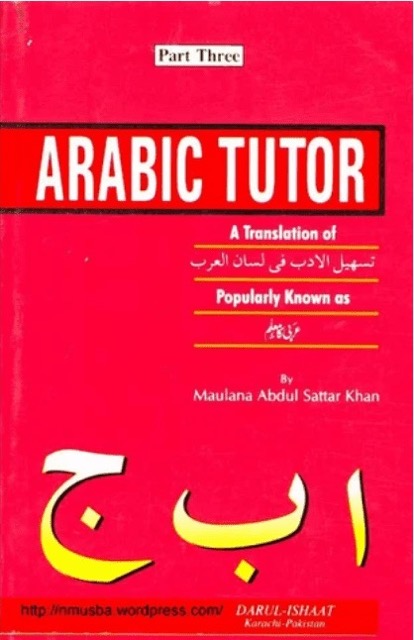 Part Three
ARABIC TUTOR
A Translation of
تسهيل الادب فى لسان العرب
Popularly Known as
عربی کا معلم
By
Maulana Abdul Sattar Khan
ا ب ج
http://nmusba.wordpress.com/ DARUL-ISHAAT
Karachi-Pakistan